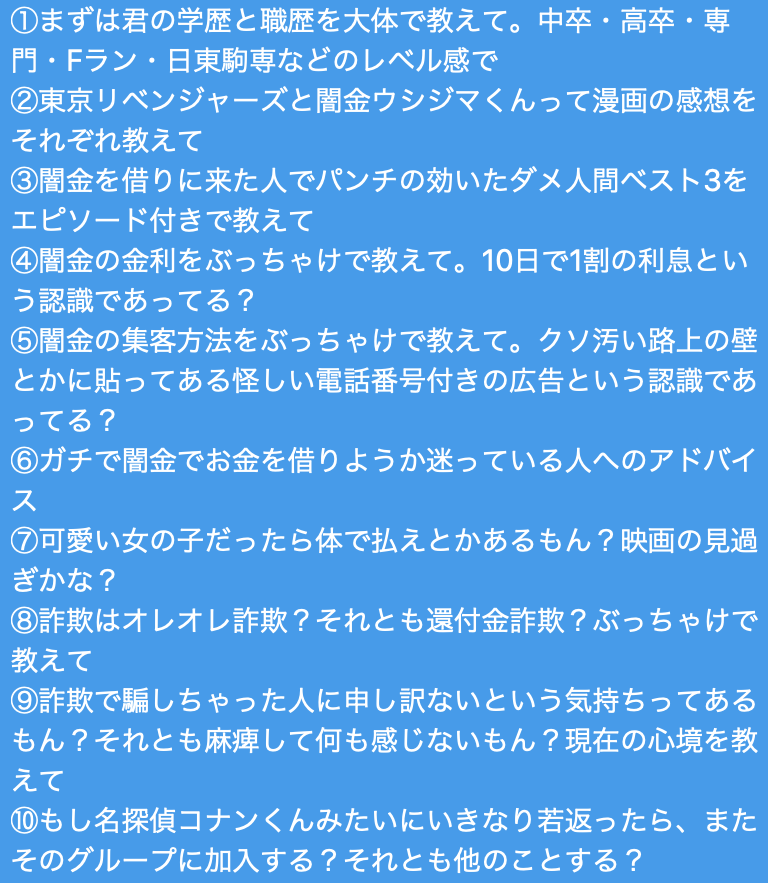 ①まずは君の学歴と職歴を大体で教えて。中卒・高卒・専
門・Fラン・日東駒専などのレベル感で
②東京リベンジャーズと闇金ウシジマくんって漫画の感想を
それぞれ教えて
③闇金を借りに来た人でパンチの効いたダメ人間ベスト3を
エピソード付きで教えて
④闇金の金利をぶっちゃけで教えて。10日で1割の利息とい
う認識であってる？
⑤闇金の集客方法をぶっちゃけで教えて。クソ汚い路上の壁
とかに貼ってある怪しい電話番号付きの広告という認識であ
ってる？
⑥ガチで闇金でお金を借りようか迷っている人へのアドバイ
ス
⑦可愛い女の子だったら体で払えとかあるもん？映画の見過
ぎかな？
⑧詐欺はオレオレ詐欺？それとも還付金詐欺？ぶっちゃけで
教えて
⑨詐欺で騙しちゃった人に申し訳ないという気持ちってある
もん？それとも麻痺して何も感じないもん？現在の心境を教
えて
⑩もし名探偵コナンくんみたいにいきなり若返ったら、また
そのグループに加入する？それとも他のことする？